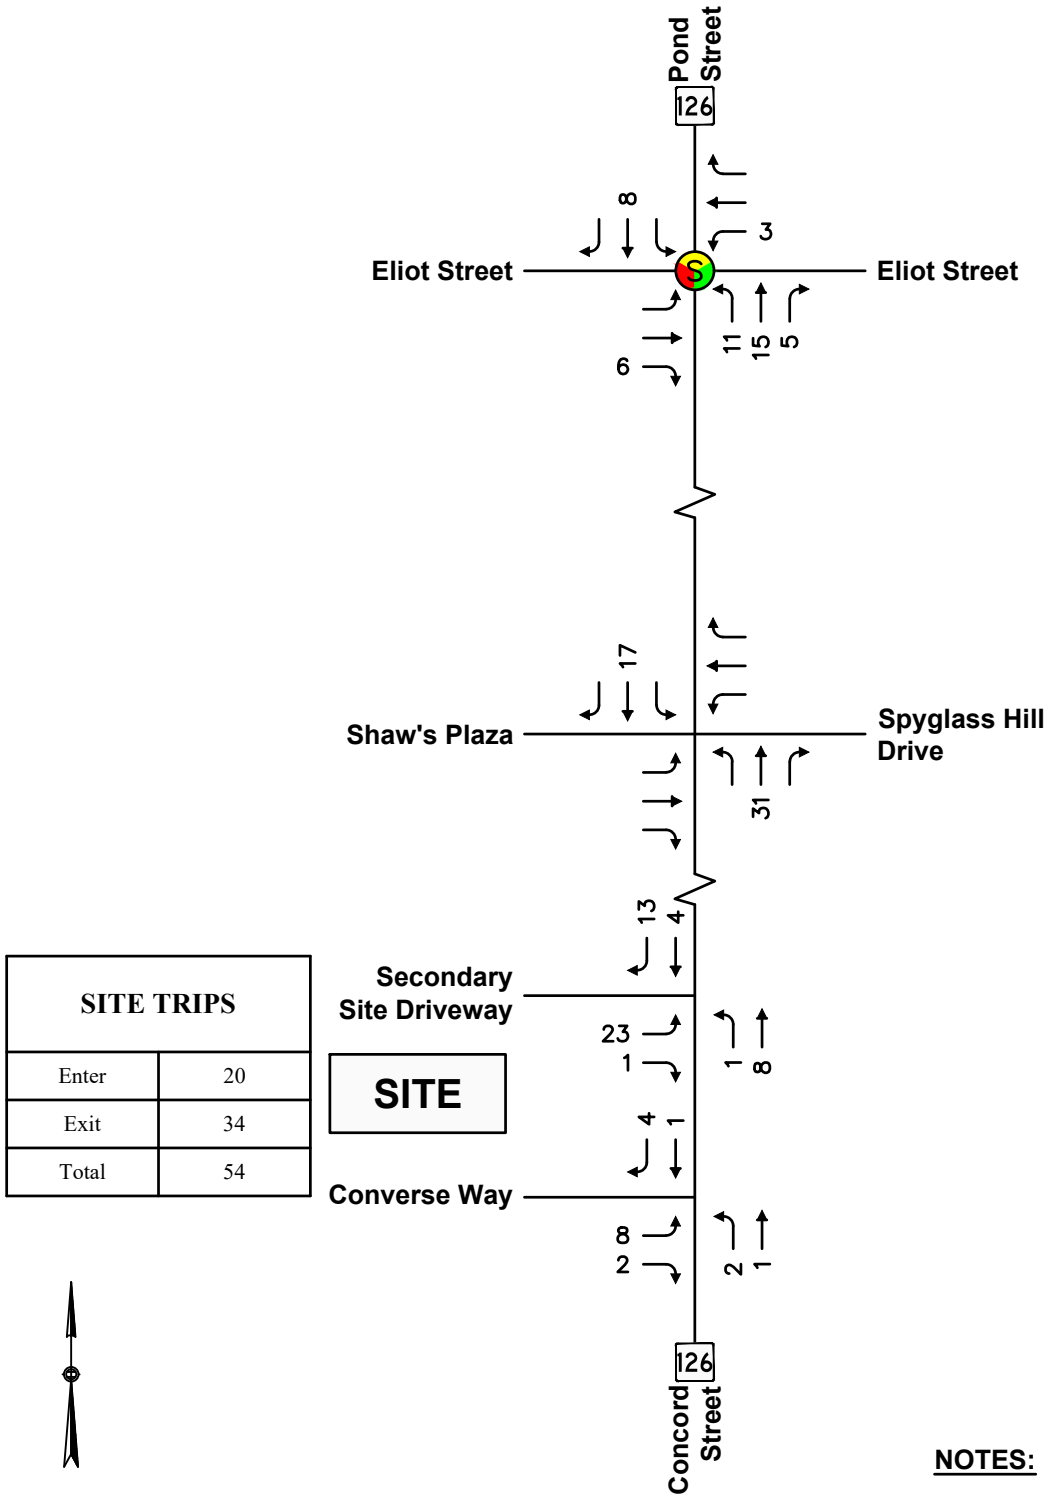 Pond
Street
126
8
3
Eliot Street
S
Eliot Street
11
15
5
6
17
Shaw's Plaza
Spyglass Hill
Drive
31
13
4
Secondary
Site Driveway
23
1
1
8
SITE TRIPS
Enter 20
Exit 34
Total 54
SITE
4
1
Converse Way
8
2
2
1
126
Concord
Street
NOTES: